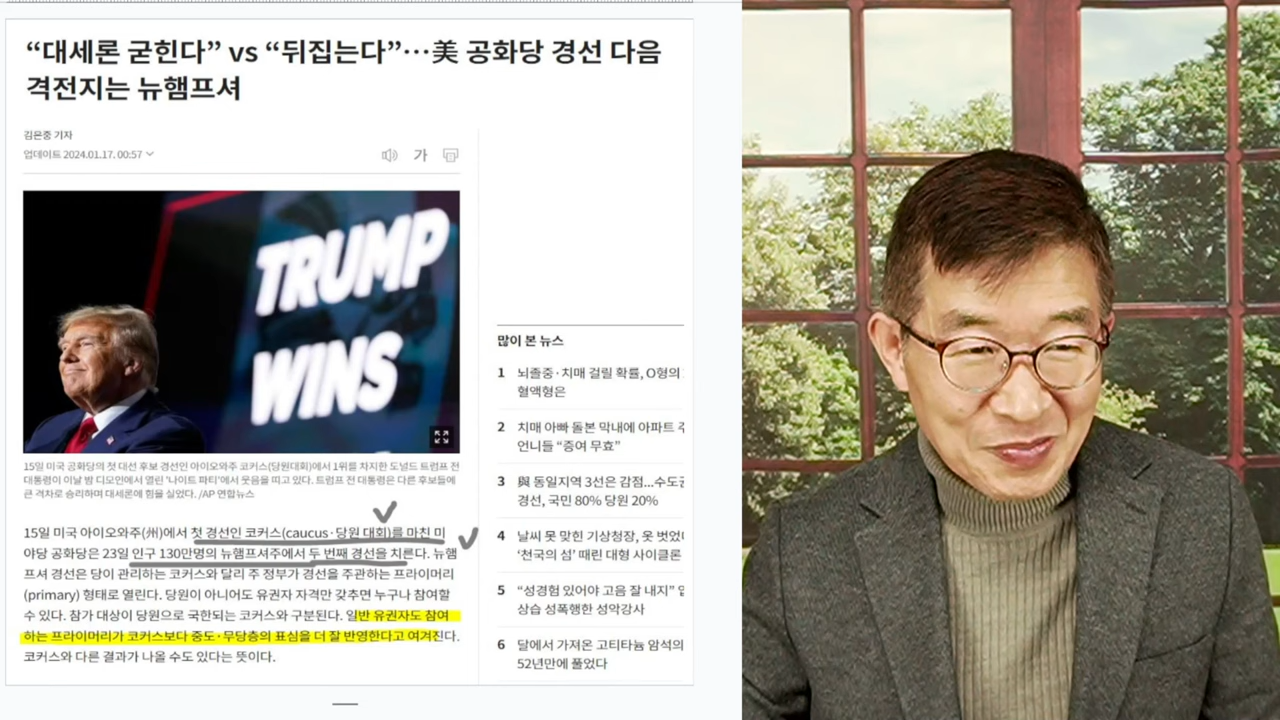 “대세론 굳힌다” vs “뒤집는다”…美 공화당 경선 다음
격전지는 뉴햄프셔
김은중 기자
업데이트 2024.01.17. 00:57
가
TRUMP
WINS
15일 미국 공화당의 첫 대선 후보 경선인 아이오와주 코커스(당원대회)에서 1위를 차지한 도널드 트럼프 전
대통령이 이날 밤 디모인에서 열린 '나이트 파티'에서 웃음을 띠고 있다. 트럼프 전 대통령은 다른 후보들에
큰 격차로 승리하며 대세론에 힘을 실었다. /AP 연합뉴스
15일 미국 아이오와주(州)에서 첫 경선인 코커스(caucus·당원 대회)를 마친 미
야당 공화당은 23일 인구 130만명의 뉴햄프셔주에서 두 번째 경선을 치른다. 뉴햄
프셔 경선은 당이 관리하는 코커스와 달리 주 정부가 경선을 주관하는 프라이머리
(primary) 형태로 열린다. 당원이 아니어도 유권자 자격만 갖추면 누구나 참여할
수 있다. 참가 대상이 당원으로 국한되는 코커스와 구분된다. 일반 유권자도 참여
하는 프라이머리가 코커스보다 중도·무당층의 표심을 더 잘 반영한다고 여겨진다.
코커스와 다른 결과가 나올 수도 있다는 뜻이다.
많이 본 뉴스
1 뇌졸중·치매 걸릴 확률, O형의
혈액형은
2 치매 아빠 돌본 막내에 아파트 주
언니들 “증여 무효”
3 與 동일지역 3선은 감점...수도권
경선, 국민 80% 당원 20%
4 날씨 못 맞힌 기상청장, 옷 벗었다
‘천국의 섬’ 때린 대형 사이클론
5 “성경험 있어야 고음 잘 내지”
상습 성폭행한 성악강사
6 달에서 가져온 고티타늄 암석의
52년만에 풀었다